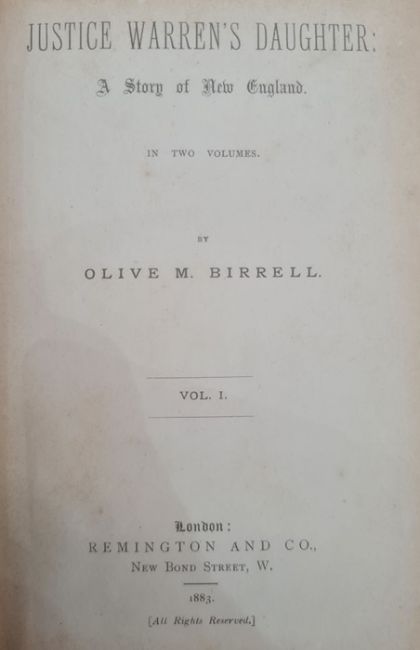 JUSTICE WARREN'S DAUGHTER:
A Story of New England.
IN TWO VOLUMES.
BY
OLIVE M. BIRRELL.
VOL. I.
London:
REMINGTON AND CO.,
NEW BOND STREET, W.
1883.
[All Rights Reserved.]